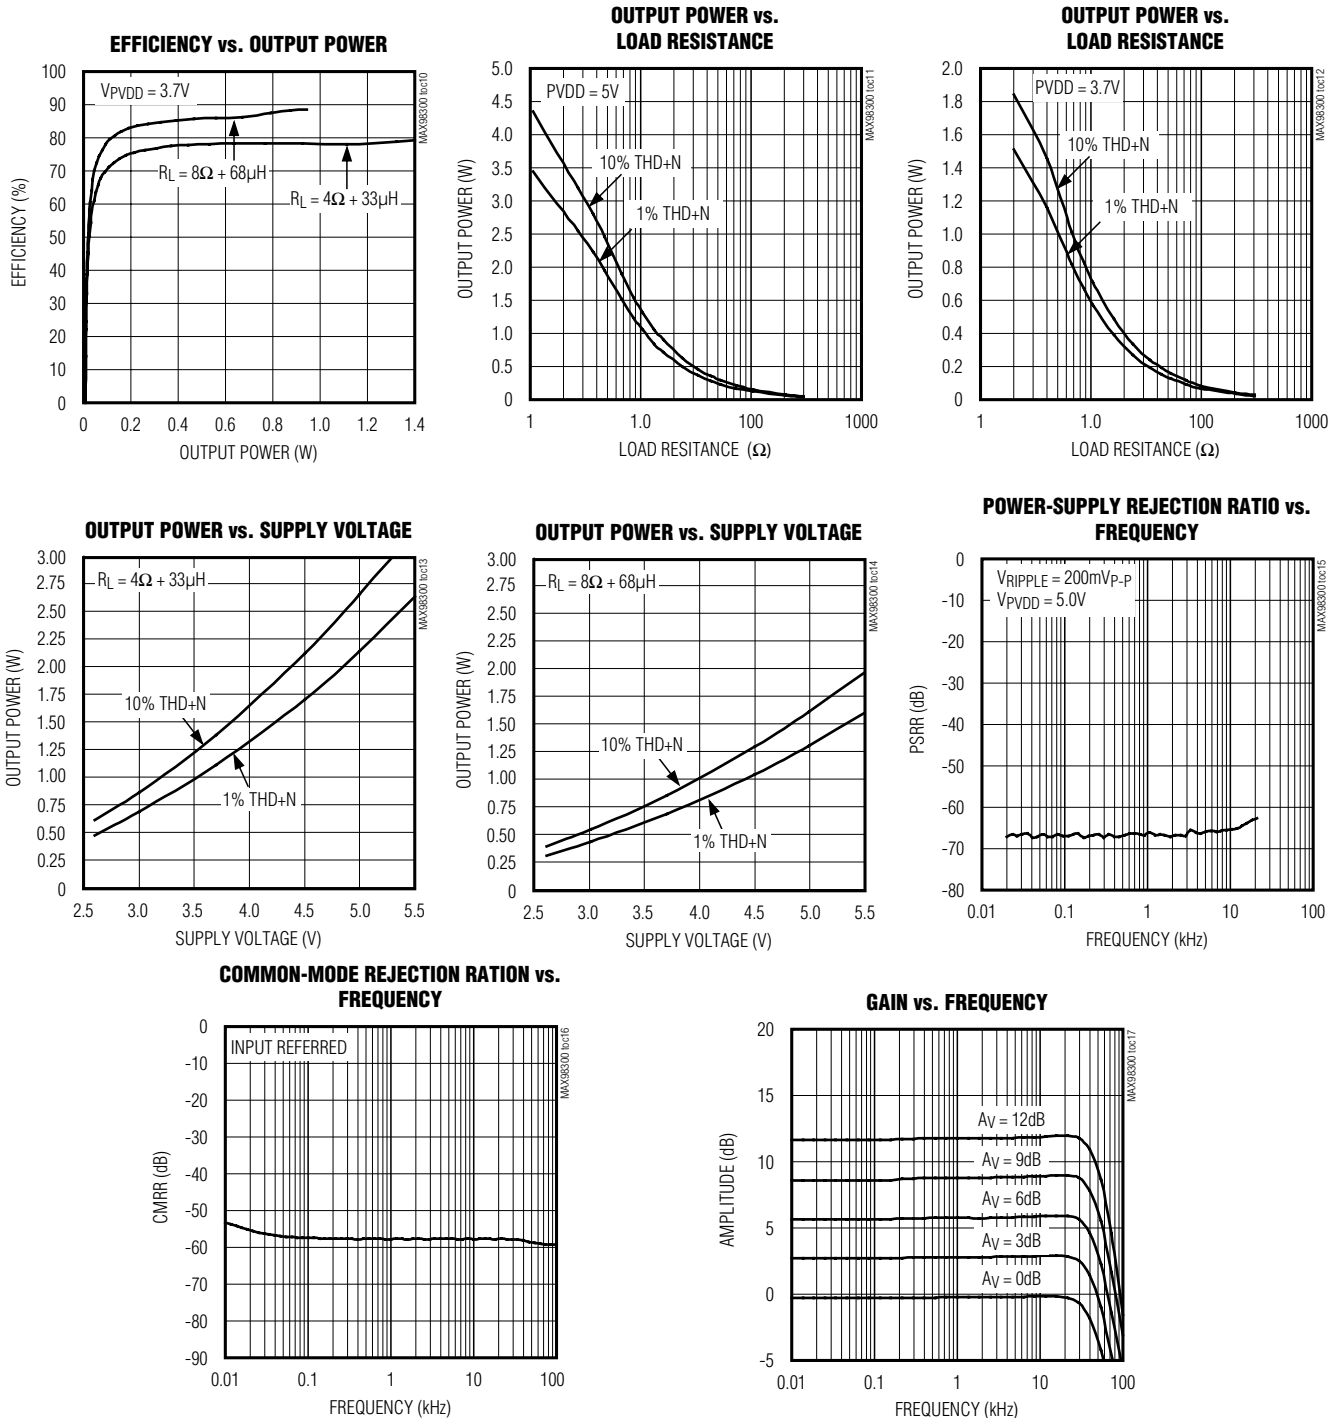 EFFICIENCY vs. OUTPUT POWER
MAX98300 toc10
VPVDD = 3.7V
RL = 8Ω + 68µH
RL = 4Ω + 33µH
EFFICIENCY (%)
100
90
80
70
60
50
40
30
20
10
0
0 0.2 0.4 0.6 0.8 1.0 1.2 1.4
OUTPUT POWER (W)
OUTPUT POWER vs.
LOAD RESISTANCE
MAX98300 toc11
PVDD = 5V
10% THD+N
1% THD+N
OUTPUT POWER (W)
5.0
4.5
4.0
3.5
3.0
2.5
2.0
1.5
1.0
0.5
0
1 1.0 100 1000
LOAD RESITANCE (Ω)
OUTPUT POWER vs.
LOAD RESISTANCE
MAX98300 toc12
PVDD = 3.7V
10% THD+N
1% THD+N
OUTPUT POWER (W)
2.0
1.8
1.6
1.4
1.2
1.0
0.8
0.6
0.4
0.2
0
1 1.0 100 1000
LOAD RESITANCE (Ω)
OUTPUT POWER vs. SUPPLY VOLTAGE
MAX98300 toc13
RL = 4Ω + 33µH
10% THD+N
1% THD+N
OUTPUT POWER (W)
3.00
2.75
2.50
2.25
2.00
1.75
1.50
1.25
1.00
0.75
0.50
0.25
0
2.5 3.0 3.5 4.0 4.5 5.0 5.5
SUPPLY VOLTAGE (V)
OUTPUT POWER vs. SUPPLY VOLTAGE
MAX98300 toc14
RL = 8Ω + 68µH
10% THD+N
1% THD+N
OUTPUT POWER (W)
3.00
2.75
2.50
2.25
2.00
1.75
1.50
1.25
1.00
0.75
0.50
0.25
0
2.5 3.0 3.5 4.0 4.5 5.0 5.5
SUPPLY VOLTAGE (V)
POWER-SUPPLY REJECTION RATIO vs.
FREQUENCY
MAX98300 toc15
VRIPPLE = 200mVP-P
VPVDD = 5.0V
PSRR (dB)
0
-10
-20
-30
-40
-50
-60
-70
-80
0.01 0.1 1 10 100
FREQUENCY (kHz)
COMMON-MODE REJECTION RATION vs.
FREQUENCY
MAX98300 toc16
INPUT REFERRED
CMRR (dB)
0
-10
-20
-30
-40
-50
-60
-70
-80
-90
0.01 0.1 1 10 100
FREQUENCY (kHz)
GAIN vs. FREQUENCY
MAX98300 toc17
AV = 12dB
AV = 9dB
AV = 6dB
AV = 3dB
AV = 0dB
AMPLITUDE (dB)
20
15
10
5
0
-5
0.01 0.1 1 10 100
FREQUENCY (kHz)